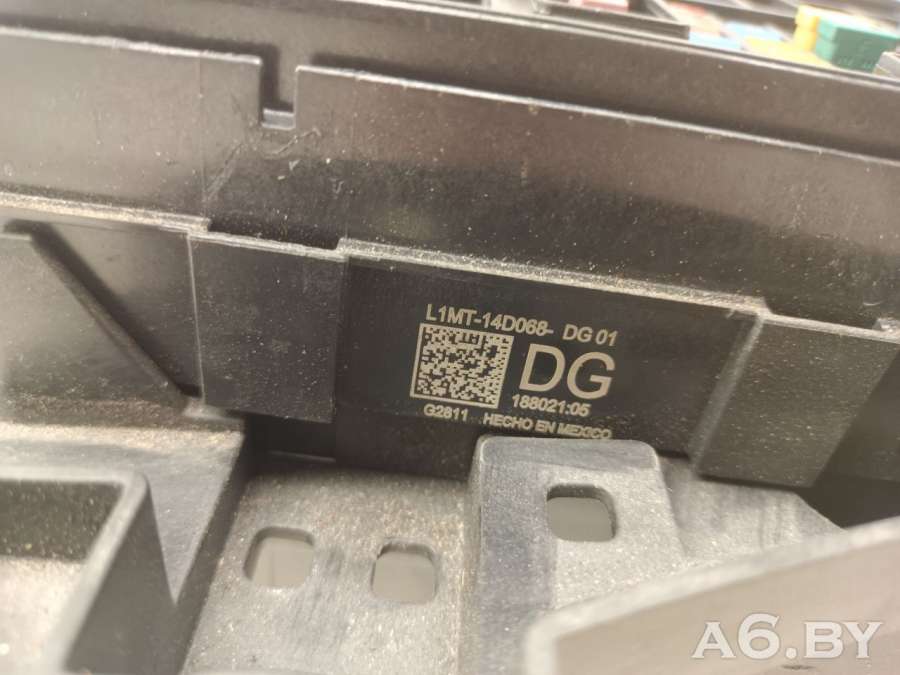 L1MT-14D068- DG 01
DG
188021:05
G2811 HECHO EN MEXICO
A6.BY